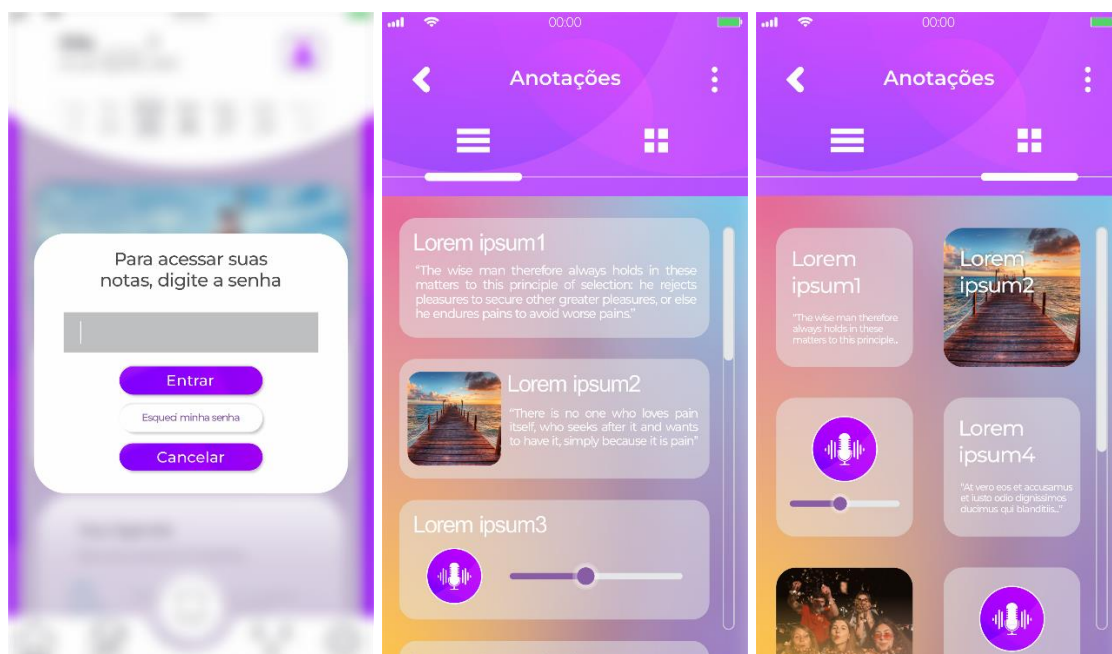 Para acessar suas
notas, digite a senha
Entrar
Esqueci minha senha
Cancelar
00:00
Anotações
Lorem ipsum1
"The wise man therefore always holds in these
matters to this principle of selection: he rejects
pleasures to secure other greater pleasures, or else
he endures pains to avoid worse pains."
Lorem ipsum2
"There is no one who loves pain
itself, who seeks after it and wants
to have it, simply because it is pain"
Lorem ipsum3
00:00
Anotações
Lorem
ipsum1
"The wise man therefore
always holds in these
matters to this principle..
Lorem
ipsum2
Lorem
ipsum4
"At vero eos et accusamus
et iusto odio dignissimos
ducimus qui blanditiis.."